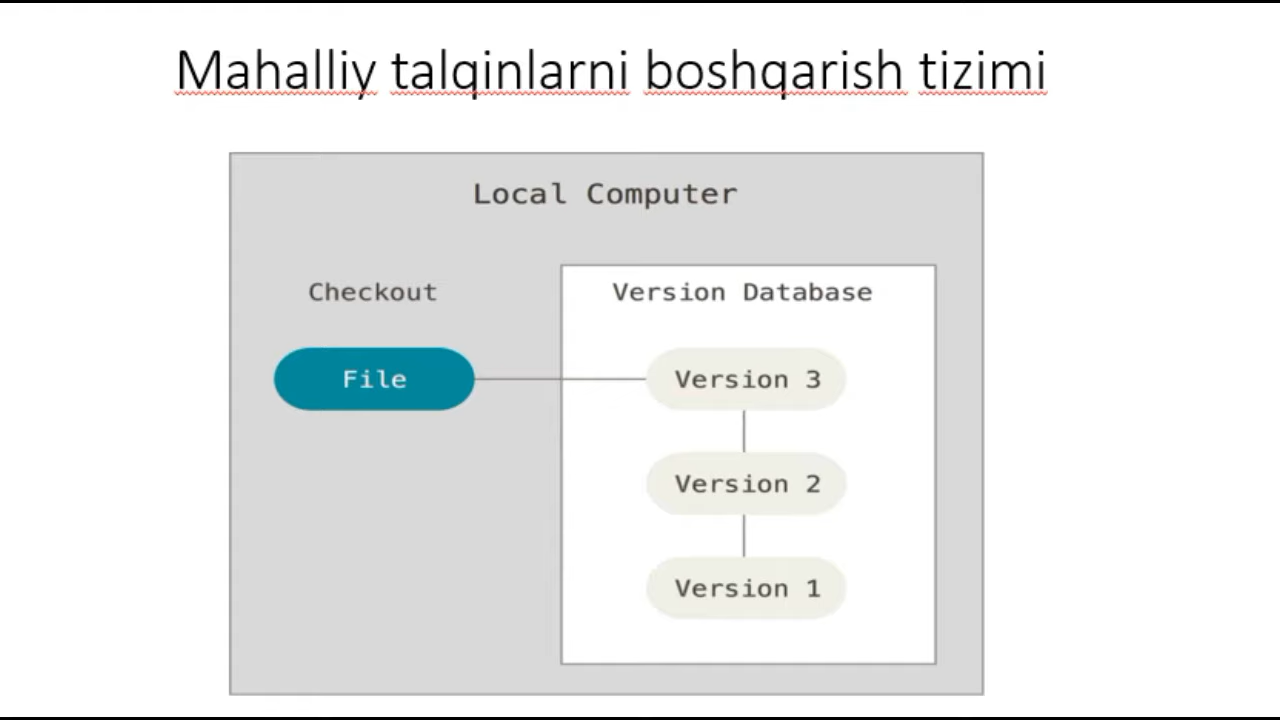 Mahalliy talqinlarni boshqarish tizimi
Local Computer
Checkout
Version Database
File
Version 3
Version 2
Version 1